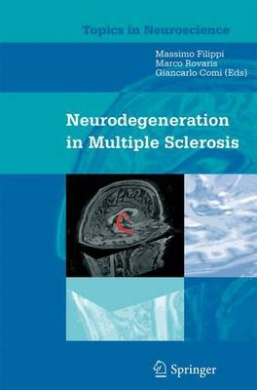 Topics in Neuroscience
Massimo Filippi
Marco Rovaris
Giancarlo Comi (Eds)
Neurodegeneration
in Multiple Sclerosis
Springer